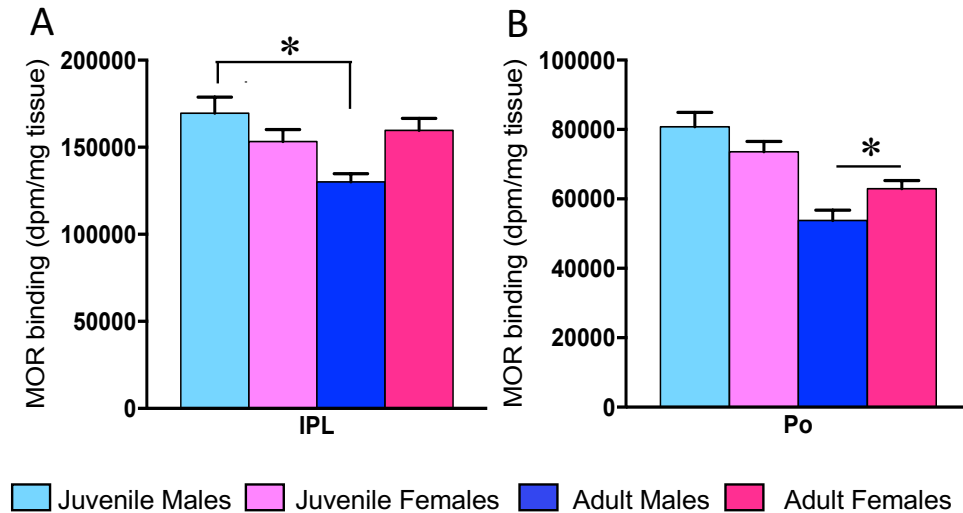 A
MOR binding (dpm/mg tissue)
200000
150000
100000
50000
0
*
IPL
B
MOR binding (dpm/mg tissue)
100000
80000
60000
40000
20000
0
*
Po
Juvenile Males Juvenile Females Adult Males Adult Females